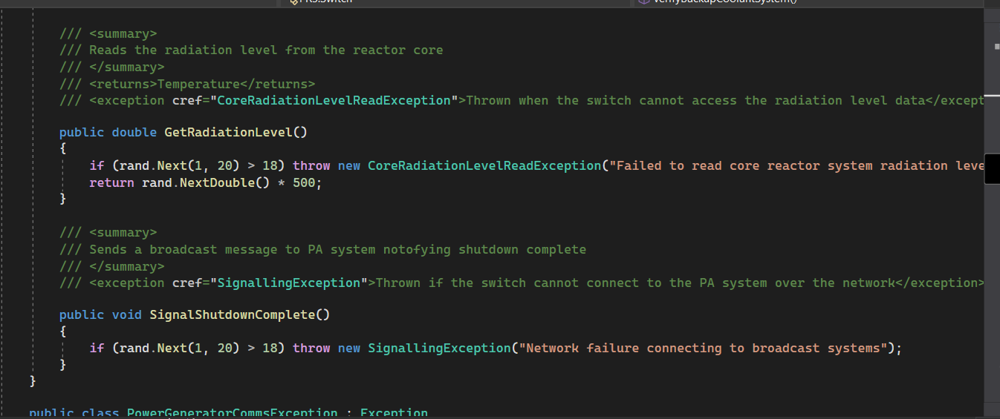 PRS.Switch VerifyBackupCoolantSystem()
/// <summary>
/// Reads the radiation level from the reactor core
/// </summary>
/// <returns>Temperature</returns>
/// <exception cref="CoreRadiationLevelReadException">Thrown when the switch cannot access the radiation level data</except
public double GetRadiationLevel()
{
if (rand.Next(1, 20) > 18) throw new CoreRadiationLevelReadException("Failed to read core reactor system radiation leve
return rand.NextDouble() * 500;
}
/// <summary>
/// Sends a broadcast message to PA system notofying shutdown complete
/// </summary>
/// <exception cref="SignallingException">Thrown if the switch cannot connect to the PA system over the network</exception>
public void SignalShutdownComplete()
{
if (rand.Next(1, 20) > 18) throw new SignallingException("Network failure connecting to broadcast systems");
}
}
public class PowerGeneratorCommsException : Exception